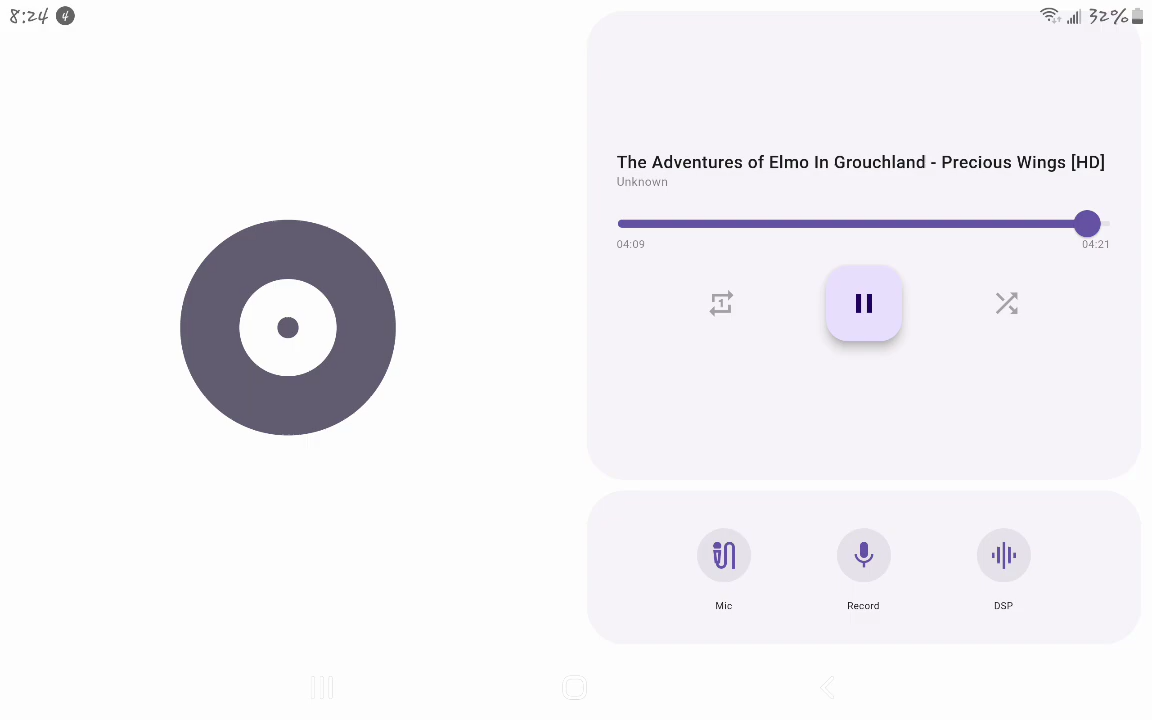 8:24 4
32%
The Adventures of Elmo In Grouchland - Precious Wings [HD]
Unknown
04:09 04:21
1
Mic Record DSP